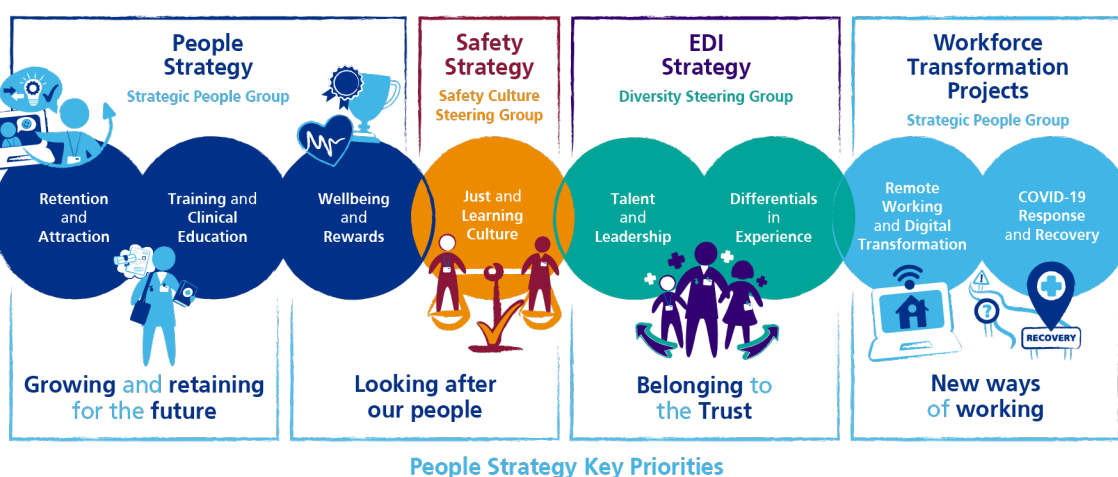 People
Strategy
Strategic People Group
Safety
Strategy
Safety Culture
Steering Group
EDI
Strategy
Diversity Steering Group
Workforce
Transformation
Projects
Strategic People Group
Retention
and
Attraction
Training and
Clinical
Education
Wellbeing
and
Rewards
Just and
Learning
Culture
Talent
and
Leadership
Differentials
in
Experience
Remote
Working
and Digital
Transformation
COVID-19
Response
and Recovery
!
?
RECOVERY
Growing and retaining
for the future
Looking after
our people
Belonging to
the Trust
New ways
of working
People Strategy Key Priorities